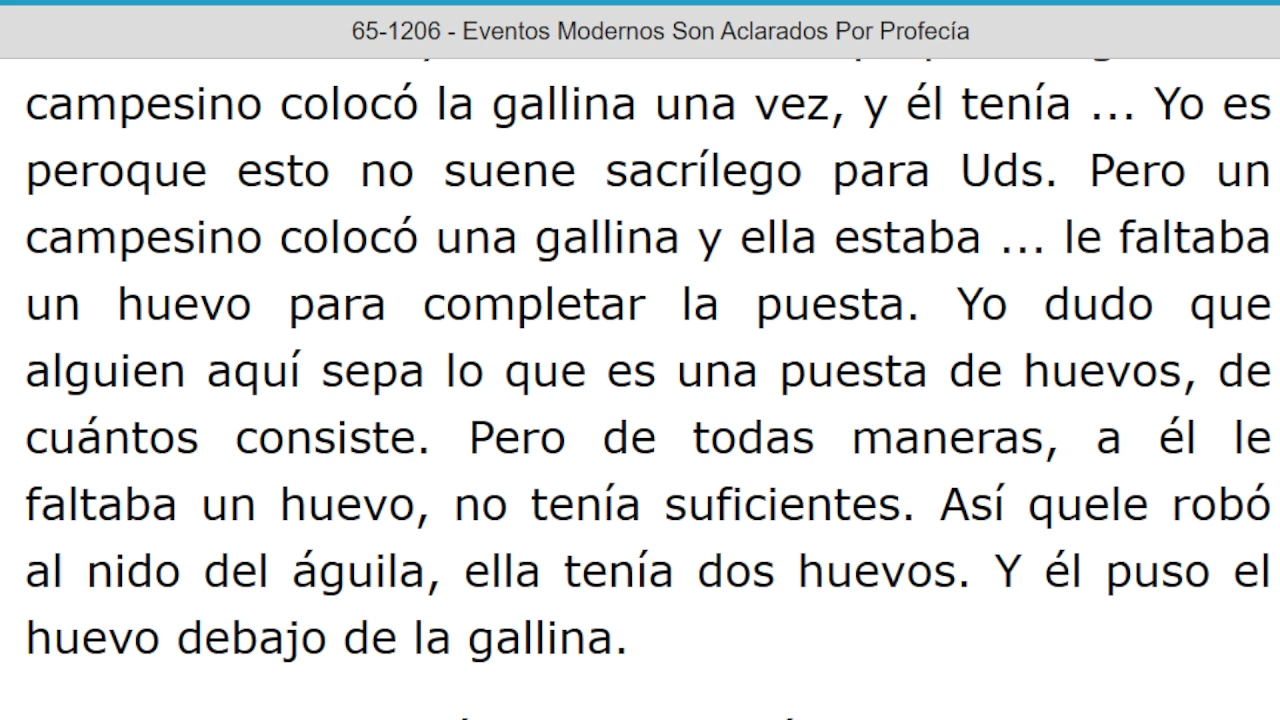 65-1206 - Eventos Modernos Son Aclarados Por Profecía
campesino colocó la gallina una vez, y él tenía ... Yo es
peroque esto no suene sacrílego para Uds. Pero un
campesino colocó una gallina y ella estaba ... le faltaba
un huevo para completar la puesta. Yo dudo que
alguien aquí sepa lo que es una puesta de huevos, de
cuántos consiste. Pero de todas maneras, a él le
faltaba un huevo, no tenía suficientes. Así quele robó
al nido del águila, ella tenía dos huevos. Y él puso el
huevo debajo de la gallina.